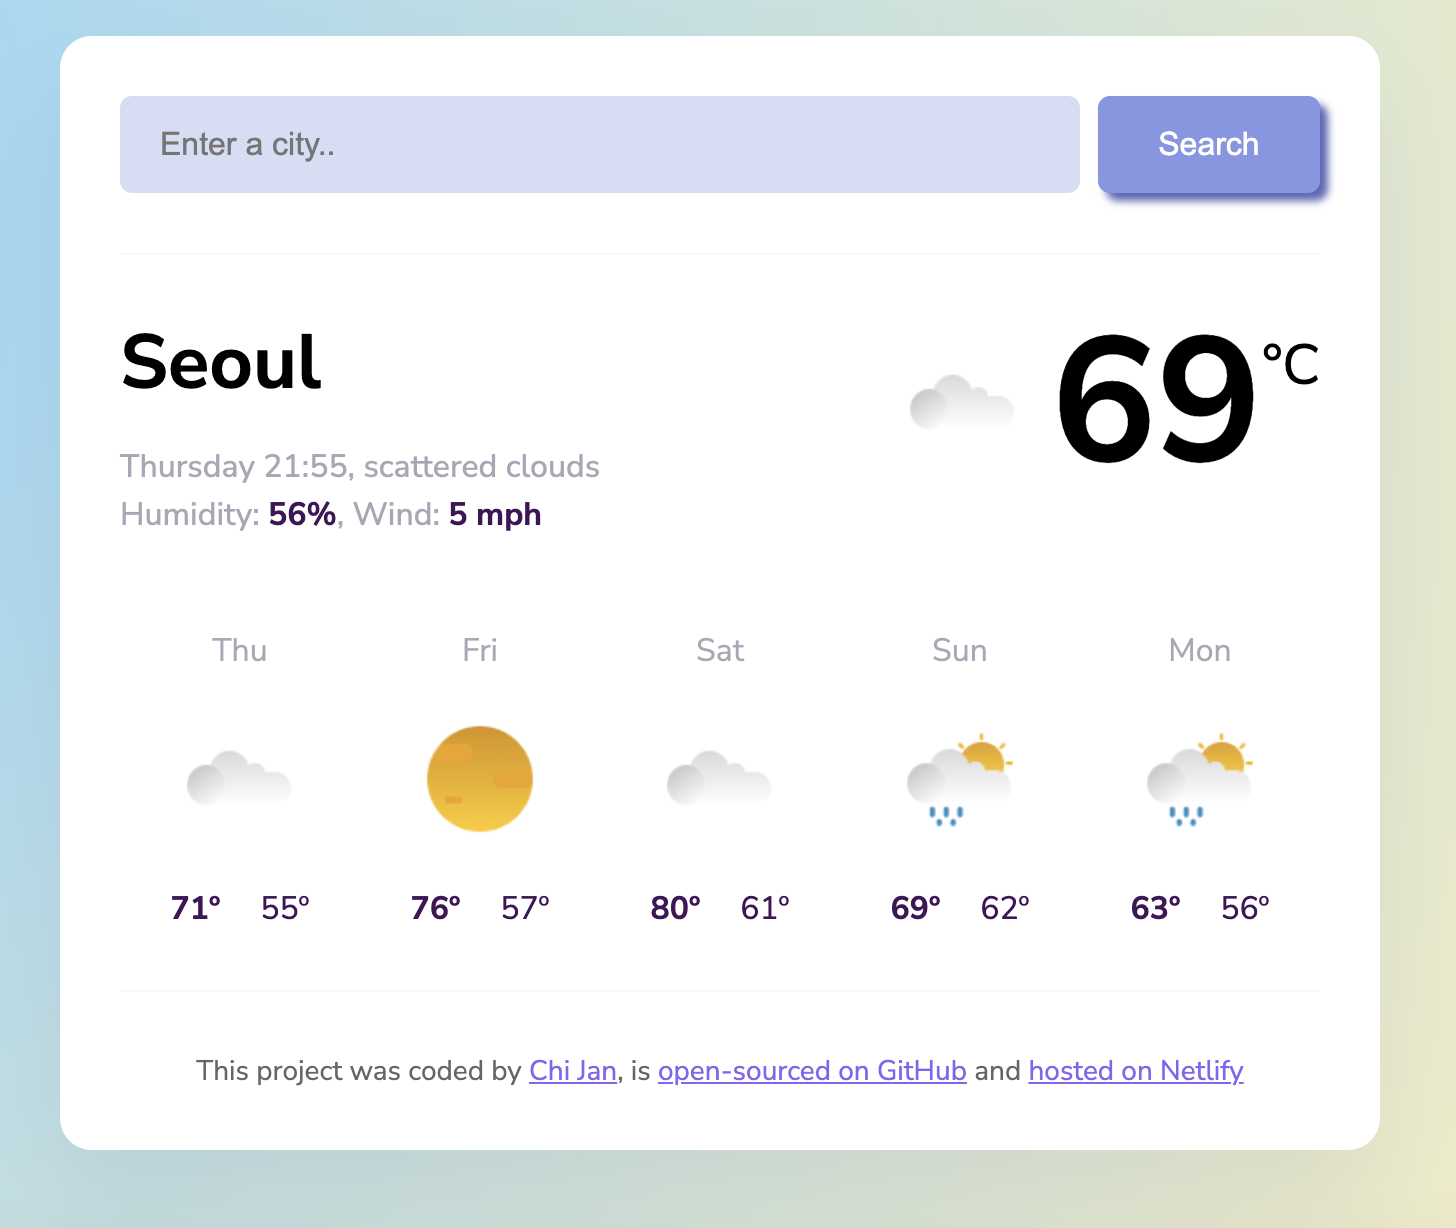 Enter a city..
Search
Seoul
69
°C
Thursday 21:55, scattered clouds
Humidity: 56%, Wind: 5 mph
Thu Fri Sat Sun Mon
71° 55° 76° 57° 80° 61° 69° 62° 63° 56°
This project was coded by Chi Jan, is open-sourced on GitHub and hosted on Netlify